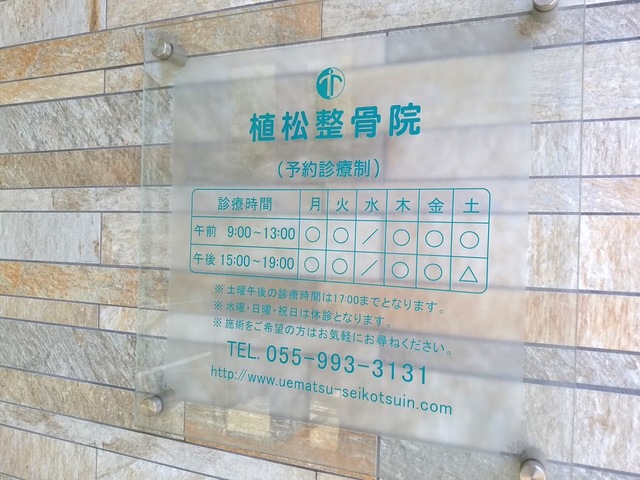 植松整骨院
(予約診療制)
診療時間 月 火 水 木 金 土
午前 9:00~13:00 ○ ○ / ○ ○ ○
午後 15:00~19:00 ○ ○ / ○ ○ △
※土曜午後の診療時間は17:00までとなります。
※水曜・日曜・祝日は休診となります。
※施術をご希望の方はお気軽にお尋ねください。
TEL. 055-993-3131
http://www.uematsu-seikotsuin.com